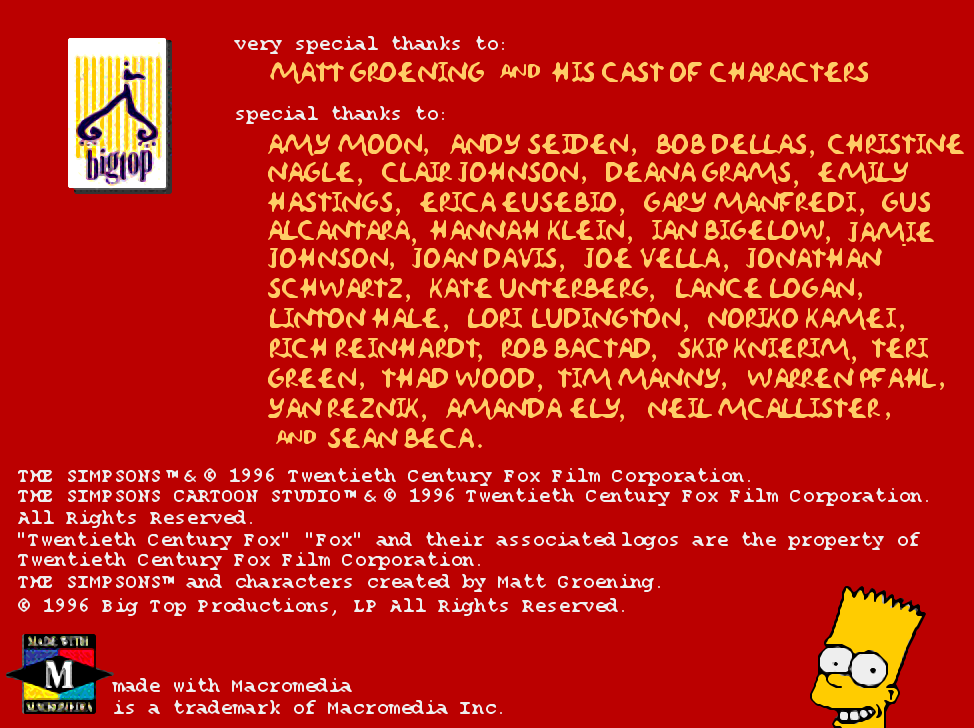 very special thanks to:
MATT GROENING AND HIS CAST OF CHARACTERS
special thanks to:
AMY MOON, ANDY SEIDEN, BOB DELLAS, CHRISTINE
NAGLE, CLAIR JOHNSON, DEANA GRAMS, EMILY
HASTINGS, ERICA EUSEBIO, GARY MANFREDI, GUS
ALCANTARA, HANNAH KLEIN, IAN BIGELOW, JAMIE
JOHNSON, JOAN DAVIS, JOE VELLA, JONATHAN
SCHWARTZ, KATE UNTERBERG, LANCE LOGAN,
LINTON HALE, LORI LUDINGTON, NORIKO KAMEI,
RICH REINHARDT, ROB BACTAD, SKIP KNIERIM, TERI
GREEN, THAD WOOD, TIM MANNY, WARREN PFAHL,
YAN REZNIK, AMANDA ELY, NEIL MCALLISTER,
AND SEAN BECA.
bigtop
THE SIMPSONS™ & © 1996 Twentieth Century Fox Film Corporation.
THE SIMPSONS CARTOON STUDIO™ & © 1996 Twentieth Century Fox Film Corporation.
All Rights Reserved.
"Twentieth Century Fox" "Fox" and their associated logos are the property of
Twentieth Century Fox Film Corporation.
THE SIMPSONS™ and characters created by Matt Groening.
© 1996 Big Top Productions, LP All Rights Reserved.
MADE WITH
M
MACROMEDIA
made with Macromedia
is a trademark of Macromedia Inc.